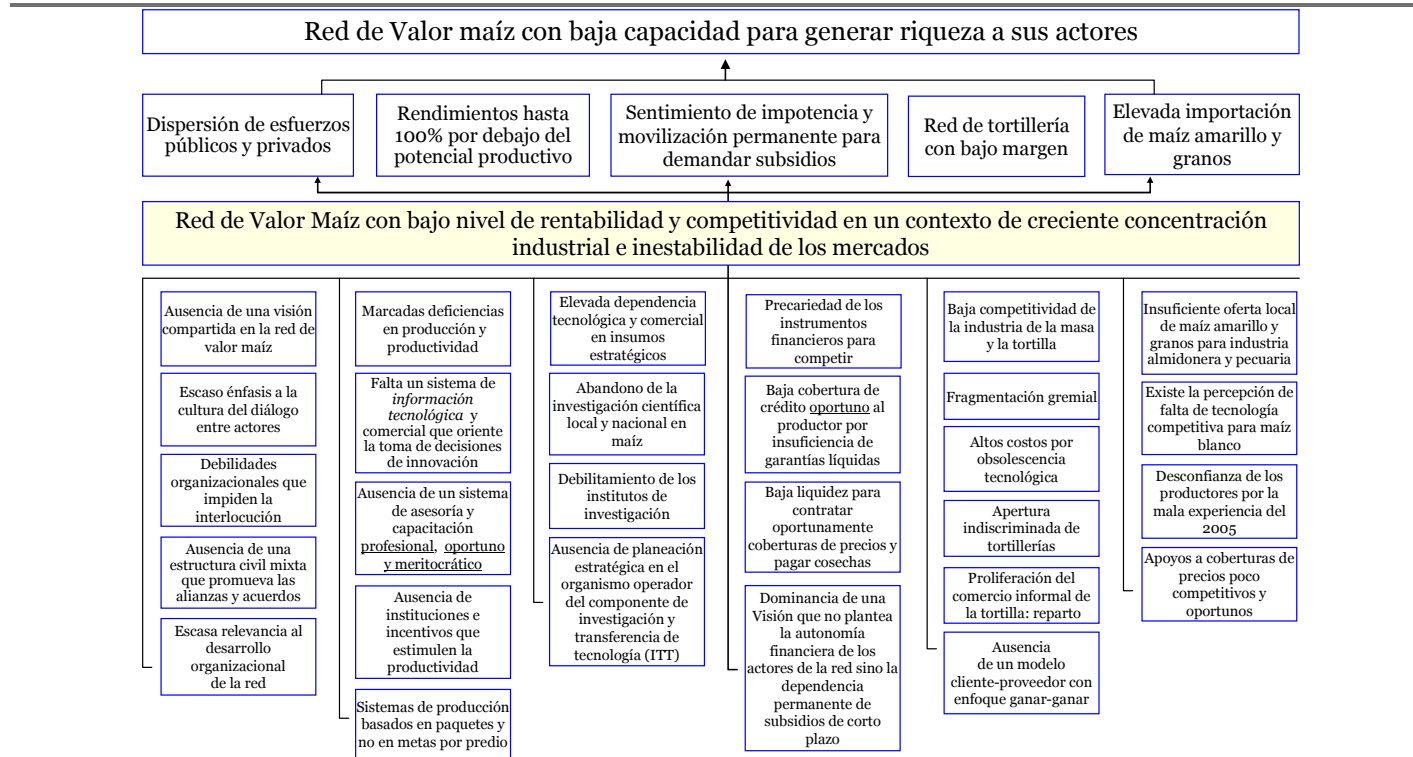 Red de Valor maíz con baja capacidad para generar riqueza a sus actores
Dispersión de esfuerzos
públicos y privados
Rendimientos hasta
100% por debajo del
potencial productivo
Sentimiento de impotencia y
movilización permanente para
demandar subsidios
Red de tortillería
con bajo margen
Elevada importación
de maíz amarillo y
granos
Red de Valor Maíz con bajo nivel de rentabilidad y competitividad en un contexto de creciente concentración
industrial e inestabilidad de los mercados
Ausencia de una visión
compartida en la red de
valor maíz
Escaso énfasis a la
cultura del diálogo
entre actores
Debilidades
organizacionales que
impiden la
interlocución
Ausencia de una
estructura civil mixta
que promueva las
alianzas y acuerdos
Escasa relevancia al
desarrollo
organizacional
de la red
Marcadas deficiencias
en producción y
productividad
Falta un sistema de
información
tecnológica y
comercial que oriente
la toma de decisiones
de innovación
Ausencia de un sistema
de asesoría y
capacitación
profesional, oportuno
y meritocrático
Ausencia de
instituciones e
incentivos que
estimulen la
productividad
Sistemas de producción
basados en paquetes y
no en metas por predio
Elevada dependencia
tecnológica y comercial
en insumos
estratégicos
Abandono de la
investigación científica
local y nacional en
maíz
Debilitamiento de los
institutos de
investigación
Ausencia de planeación
estratégica en el
organismo operador
del componente de
investigación y
transferencia de
tecnología (ITT)
Precariedad de los
instrumentos
financieros para
competir
Baja cobertura de
crédito oportuno al
productor por
insuficiencia de
garantías líquidas
Baja liquidez para
contratar
oportunamente
coberturas de precios y
pagar cosechas
Dominancia de una
Visión que no plantea
la autonomía
financiera de los
actores de la red sino la
dependencia
permanente de
subsidios de corto
plazo
Baja competitividad de
la industria de la masa
y la tortilla
Fragmentación gremial
Altos costos por
obsolescencia
tecnológica
Apertura
indiscriminada de
tortillerías
Proliferación del
comercio informal de
la tortilla: reparto
Ausencia
de un modelo
cliente-proveedor con
enfoque ganar-ganar
Insuficiente oferta local
de maíz amarillo y
granos para industria
almidonera y pecuaria
Existe la percepción de
falta de tecnología
competitiva para maíz
blanco
Desconfianza de los
productores por la
mala experiencia del
2005
Apoyos a coberturas de
precios poco
competitivos y
oportunos